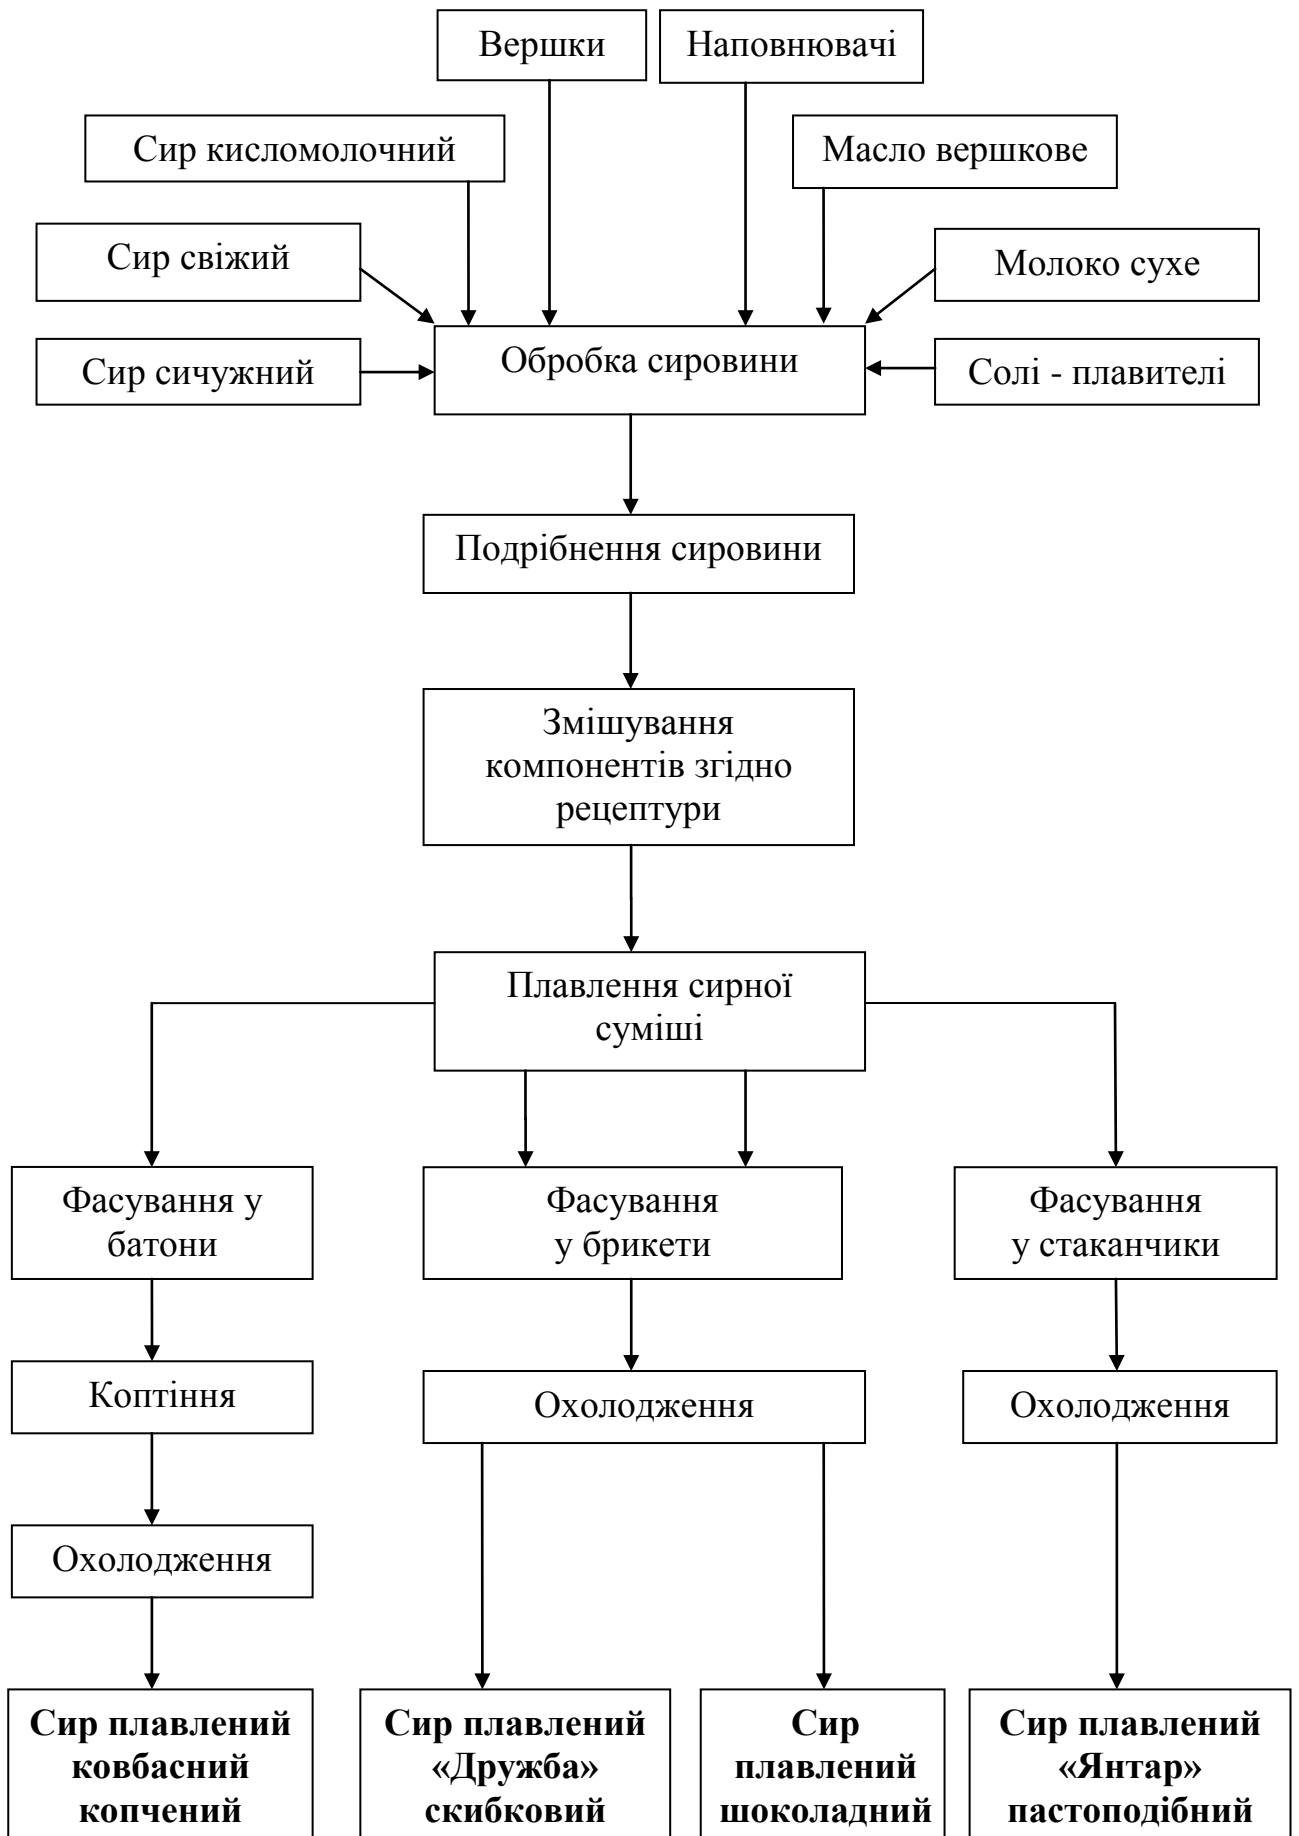 Вершки
Наповнювачі
Сир кисломолочний
Масло вершкове
Сир свіжий
Молоко сухе
Сир сичужний
Обробка сировини
Солі - плавителі
Подрібнення сировини
Змішування
компонентів згідно
рецептури
Плавлення сирної
суміші
Фасування у
батони
Фасування
у брикети
Фасування
у стаканчики
Коптіння
Охолодження
Охолодження
Охолодження
Сир плавлений
ковбасний
копчений
Сир плавлений
«Дружба»
скибковий
Сир
плавлений
шоколадний
Сир плавлений
«Янтар»
пастоподібний